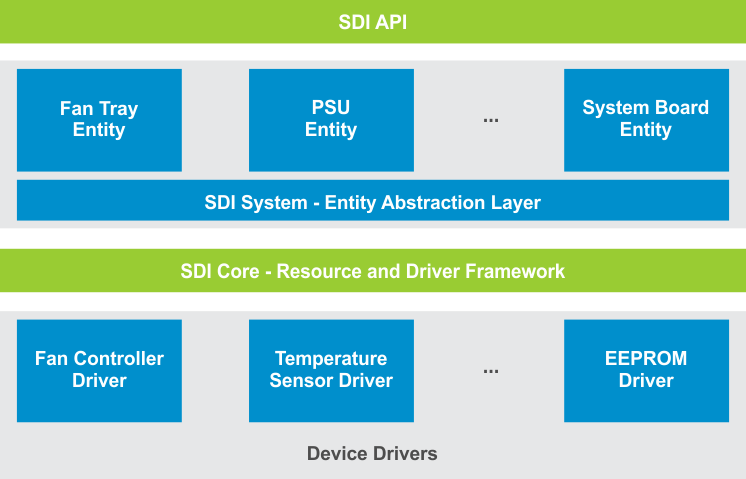 SDI API
Fan Tray
Entity
PSU
Entity
...
System Board
Entity
SDI System - Entity Abstraction Layer
SDI Core - Resource and Driver Framework
Fan Controller
Driver
Temperature
Sensor Driver
...
EEPROM
Driver
Device Drivers